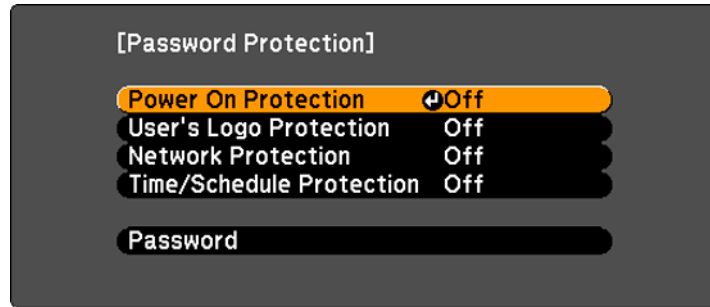 [Password Protection]
Power On Protection Off
User's Logo Protection Off
Network Protection Off
Time/Schedule Protection Off
Password